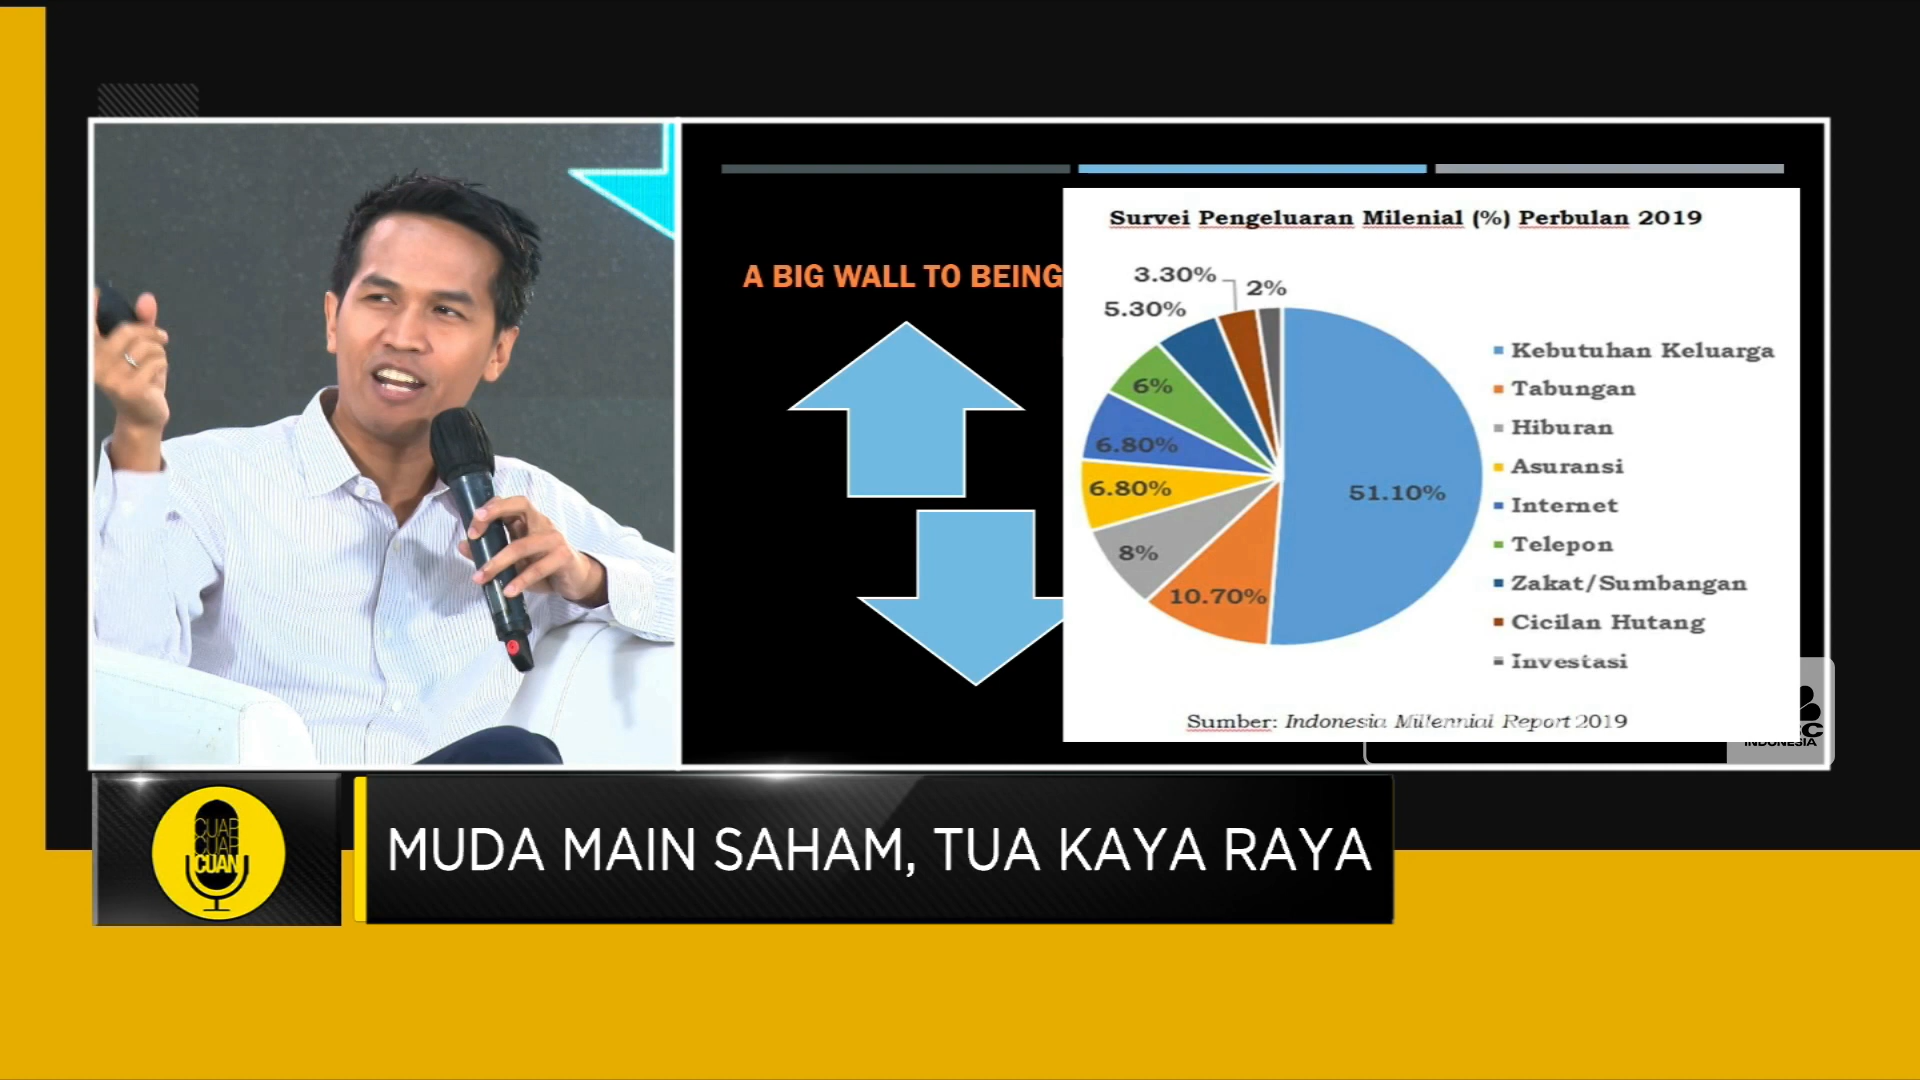 A BIG WALL TO BEING
Survei Pengeluaran Milenial (%) Perbulan 2019
3.30%
2%
5.30%
6%
6.80%
6.80%
8%
10.70%
51.10%
Kebutuhan Keluarga
Tabungan
Hiburan
Asuransi
Internet
Telepon
Zakat/Sumbangan
Cicilan Hutang
Investasi
Sumber: Indonesia Millennial Report 2019
INDONESIA
CUAP
CUAP
CUAN
MUDA MAIN SAHAM, TUA KAYA RAYA